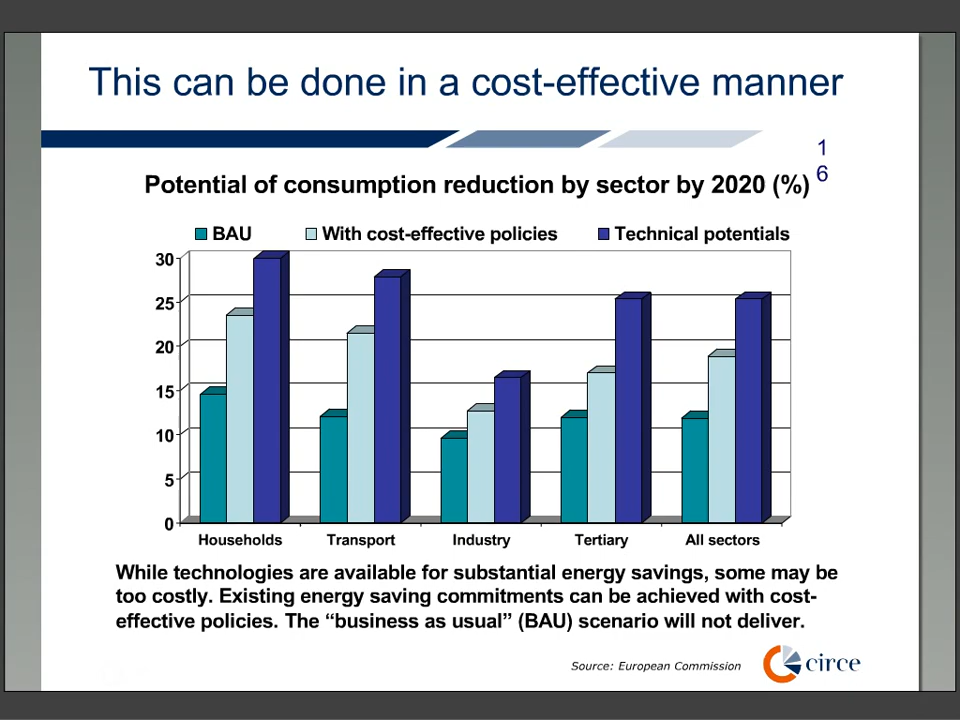 This can be done in a cost-effective manner
1
6
Potential of consumption reduction by sector by 2020 (%)
BAU With cost-effective policies Technical potentials
30
25
20
15
10
5
0
Households Transport Industry Tertiary All sectors
While technologies are available for substantial energy savings, some may be
too costly. Existing energy saving commitments can be achieved with cost-
effective policies. The “business as usual” (BAU) scenario will not deliver.
Source: European Commission
circe